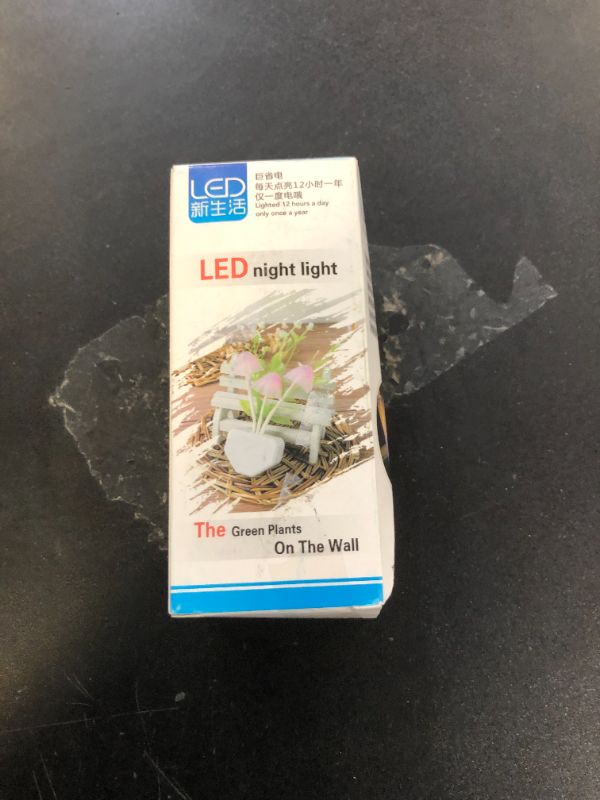 LED
新生活
巨省电
每天点亮12小时一年
仅一度电哦
Lighted 12 hours a day
only once a year
LED night light
The Green Plants
On The Wall